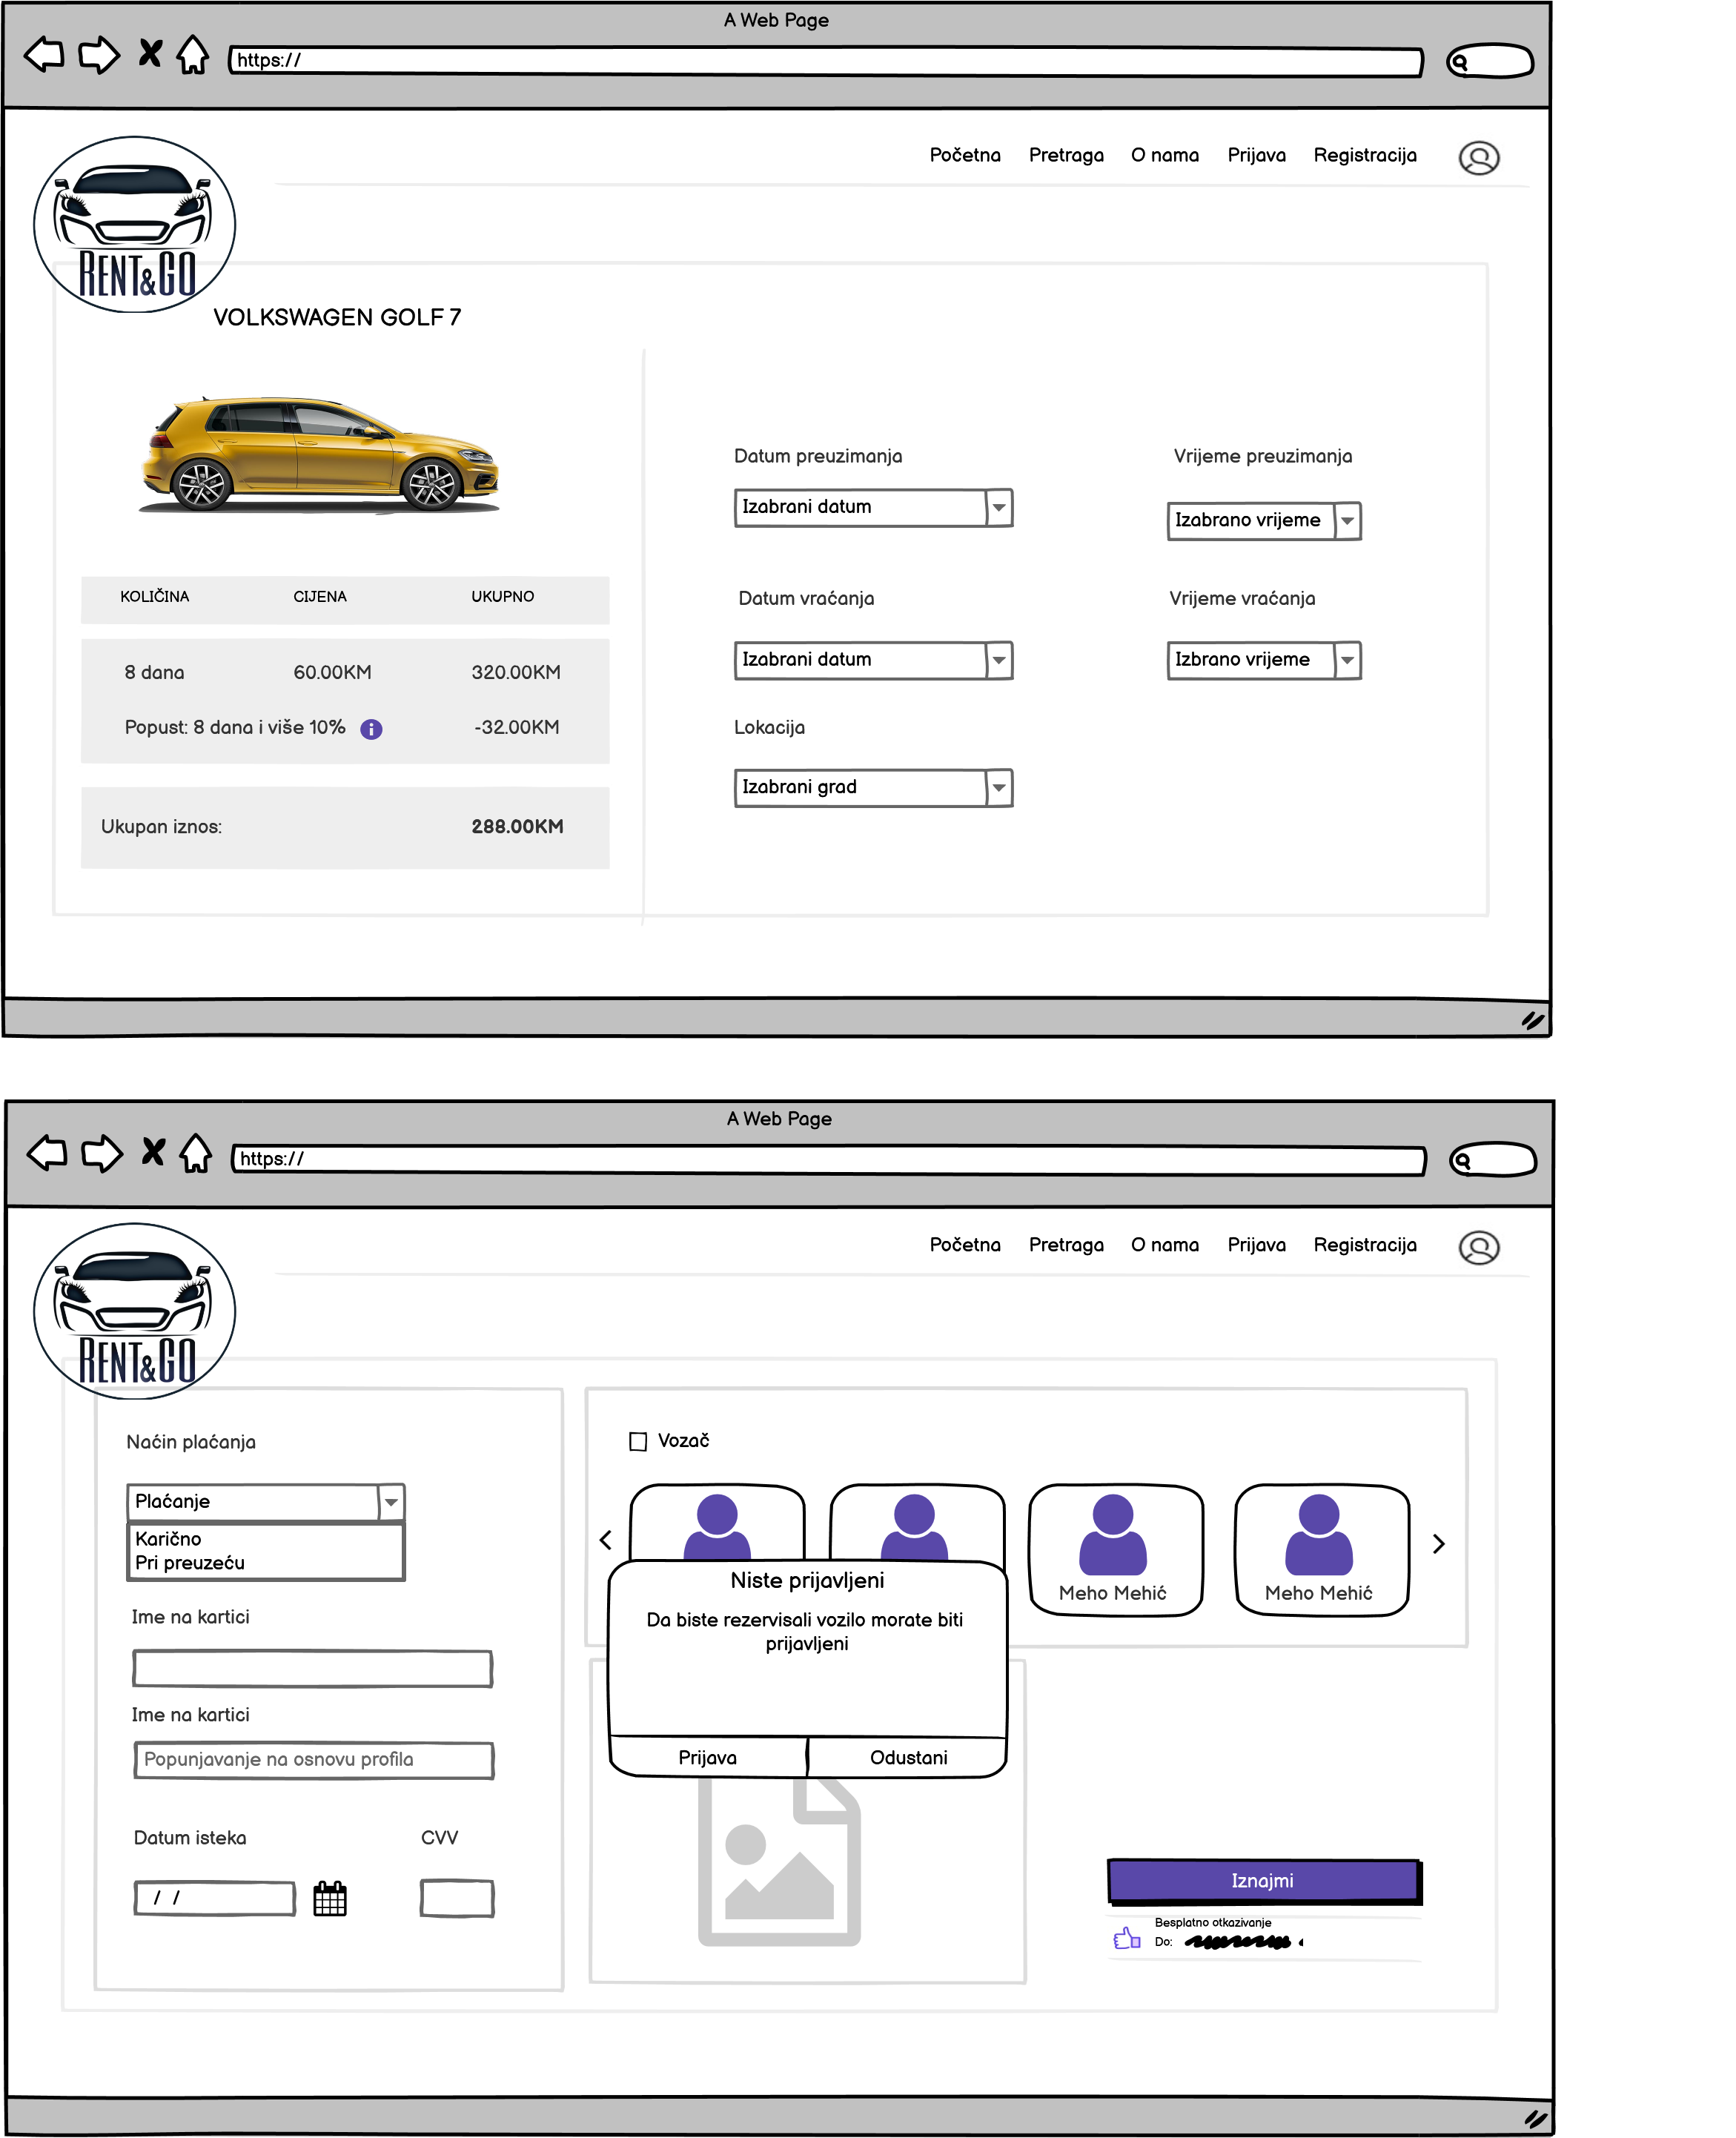 A Web Page
https://
Početna Pretraga O nama Prijava Registracija
RENT&GO
VOLKSWAGEN GOLF 7
Datum preuzimanja Vrijeme preuzimanja
Izabrani datum Izabrano vrijeme
KOLIČINA CIJENA UKUPNO
Datum vraćanja Vrijeme vraćanja
8 dana 60.00KM 320.00KM
Izabrani datum Izbrano vrijeme
Popust: 8 dana i više 10% i -32.00KM
Lokacija
Izabrani grad
Ukupan iznos: 288.00KM
A Web Page
https://
Početna Pretraga O nama Prijava Registracija
RENT&GO
Naćin plaćanja
Vozač
Plaćanje
Karično
Pri preuzeću
Meho Mehić Meho Mehić
Niste prijavljeni
Da biste rezervisali vozilo morate biti
prijavljeni
Prijava Odustani
Ime na kartici
Ime na kartici
Popunjavanje na osnovu profila
Datum isteka CVV
/ /
Iznajmi
Besplatno otkazivanje
Do: